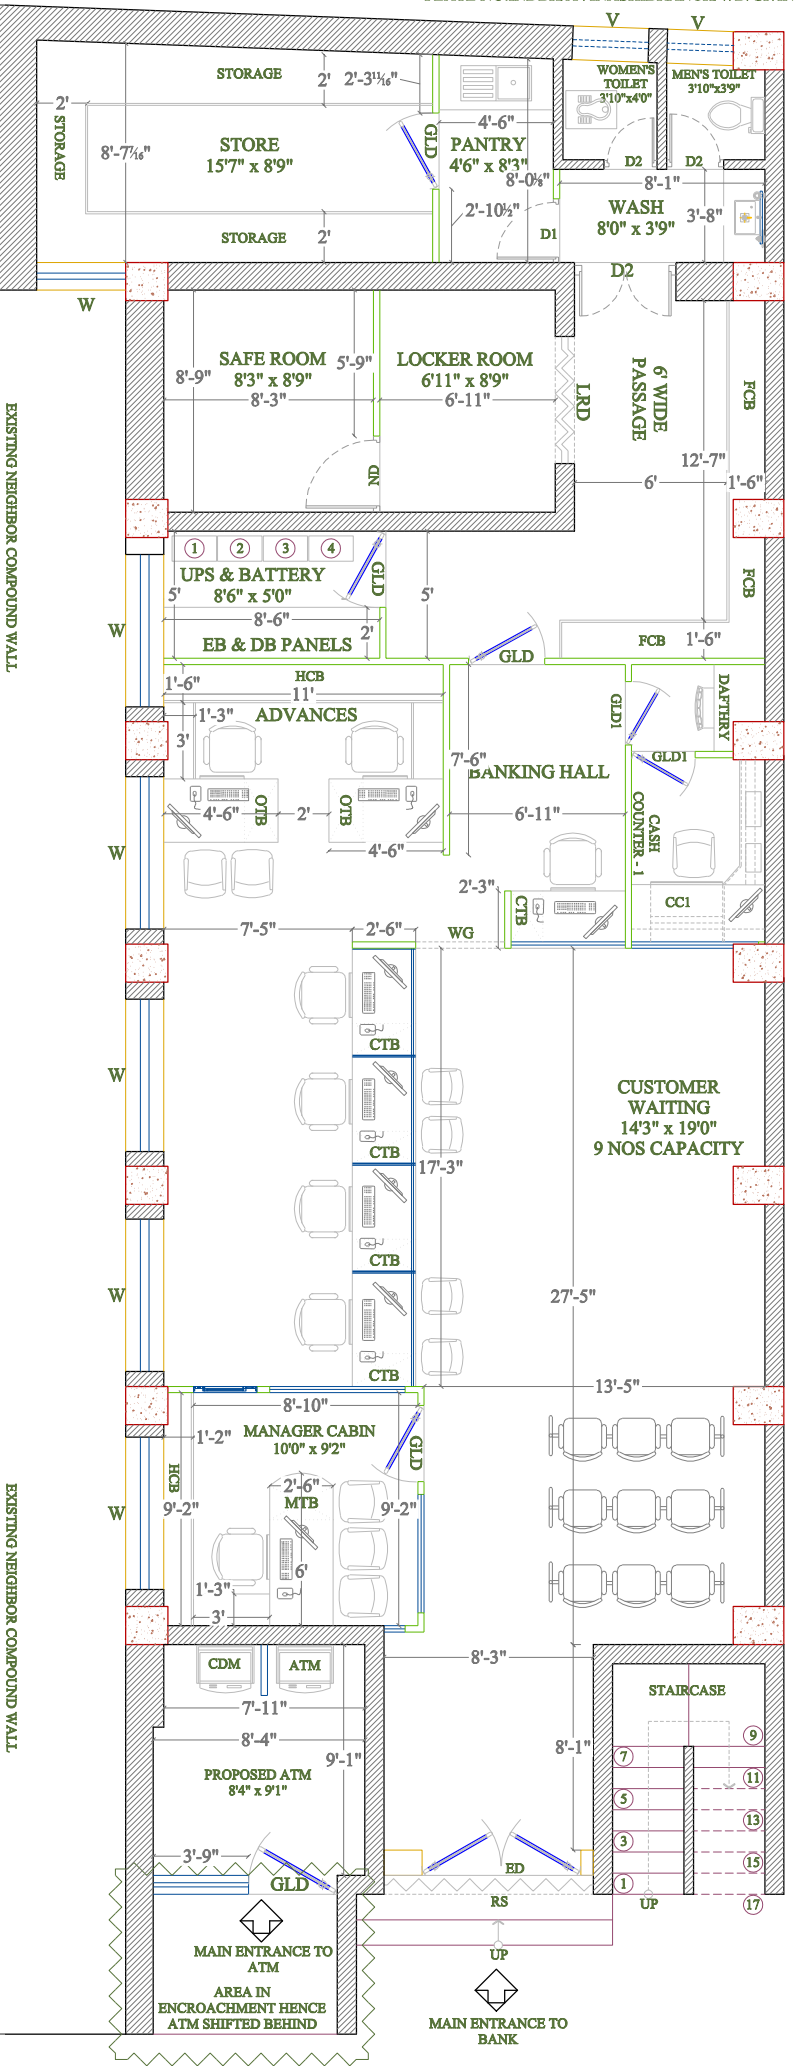 V
V
STORAGE
2'
2'-3 11/16"
WOMEN'S
TOILET
3'10"x4'0"
MEN'S TOILET
3'10"x3'9"
2'
STORAGE
8'-7 7/16"
STORE
15'7" x 8'9"
GLD
4'-6"
PANTRY
4'6" x 8'3"
8'-0⅛"
D2
D2
8'-1"
2'-10½"
WASH
8'0" x 3'9"
3'-8"
STORAGE
2'
D1
D2
W
SAFE ROOM
8'3" x 8'9"
8'-9"
8'-3"
5'-9"
LOCKER ROOM
6'11" x 8'9"
6'-11"
LRD
6' WIDE
PASSAGE
FCB
EXISTING NEIGHBOR COMPOUND WALL
DN
12'-7"
6'
1'-6"
1
2
3
4
UPS & BATTERY
8'6" x 5'0"
GLD
5'
5'
FCB
8'-6"
2'
W
EB & DB PANELS
FCB
1'-6"
GLD
HCB
1'-6"
11'
1'-3"
ADVANCES
3'
GLD1
DAFTHRY
7'-6"
GLD1
BANKING HALL
OTB
OTB
4'-6"
2'
6'-11"
CASH
COUNTER - 1
4'-6"
W
2'-3"
CTB
CC1
7'-5"
2'-6"
WG
CTB
W
CUSTOMER
WAITING
14'3" x 19'0"
9 NOS CAPACITY
CTB
17'-3"
CTB
W
27'-5"
CTB
13'-5"
8'-10"
MANAGER CABIN
10'0" x 9'2"
1'-2"
GLD
HCB
2'-6"
MTB
9'-2"
9'-2"
W
EXISTING NEIGHBOR COMPOUND WALL
6'
1'-3"
3'
CDM
ATM
8'-3"
STAIRCASE
7'-11"
8'-4"
9'-1"
8'-1"
9
7
11
PROPOSED ATM
8'4" x 9'1"
5
13
3
15
3'-9"
GLD
ED
1
RS
UP
17
MAIN ENTRANCE TO
ATM
UP
AREA IN
ENCROACHMENT HENCE
ATM SHIFTED BEHIND
MAIN ENTRANCE TO
BANK